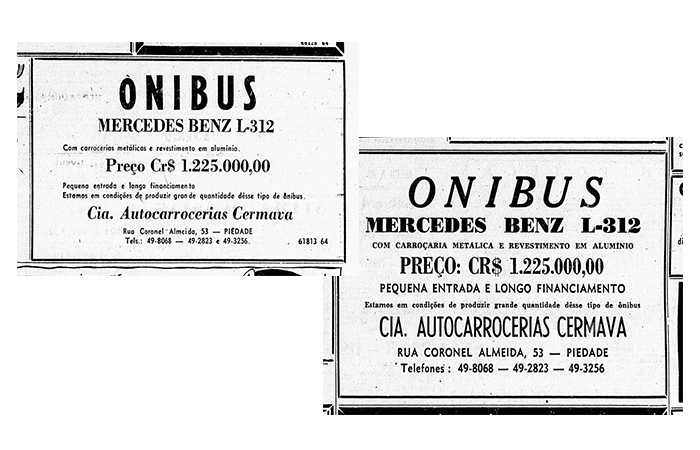 ÔNIBUS
MERCEDES BENZ L-312
Com carrocerias metálicas e revestimento em alumínio.
Preço Cr$ 1.225.000,00
Pequena entrada e longo financiamento
Estamos em condições de produzir grande quantidade dêsse tipo de ônibus.
Cia. Autocarrocerias Cermava
Rua Coronel Almeida, 53 — PIEDADE
Tels.: 49-8068 — 49-2823 e 49-3256.
61813 64
ONIBUS
MERCEDES BENZ L-312
COM CARROÇARIA METÁLICA E REVESTIMENTO EM ALUMÍNIO
PREÇO: CR$ 1.225.000,00
PEQUENA ENTRADA E LONGO FINANCIAMENTO
Estamos em condições de produzir grande quantidade dêsse tipo de ônibus
CIA. AUTOCARROCERIAS CERMAVA
RUA CORONEL ALMEIDA, 53 — PIEDADE
Telefones: 49-8068 — 49-2823 — 49-3256